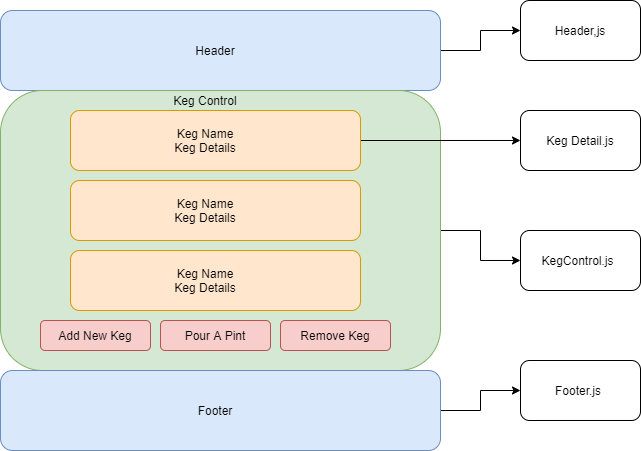 Header
Header,js
Keg Control
Keg Name
Keg Details
Keg Detail.js
Keg Name
Keg Details
KegControl.js
Keg Name
Keg Details
Add New Keg
Pour A Pint
Remove Keg
Footer
Footer.js